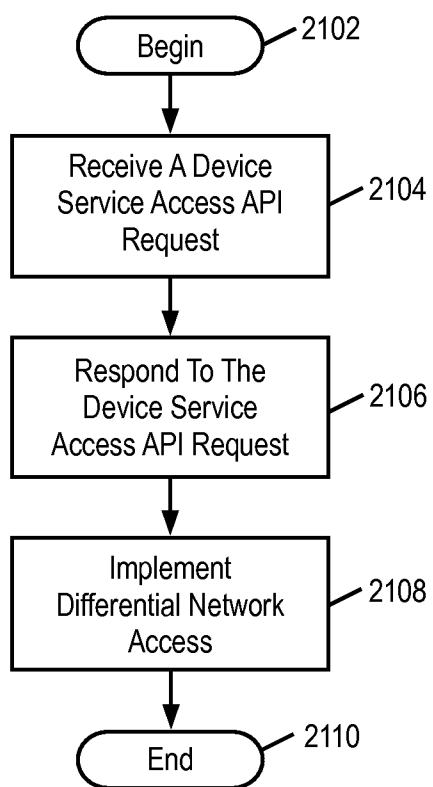 Begin
2102
Receive A Device
Service Access API
Request
2104
Respond To The
Device Service
Access API Request
2106
Implement
Differential Network
Access
2108
End
2110